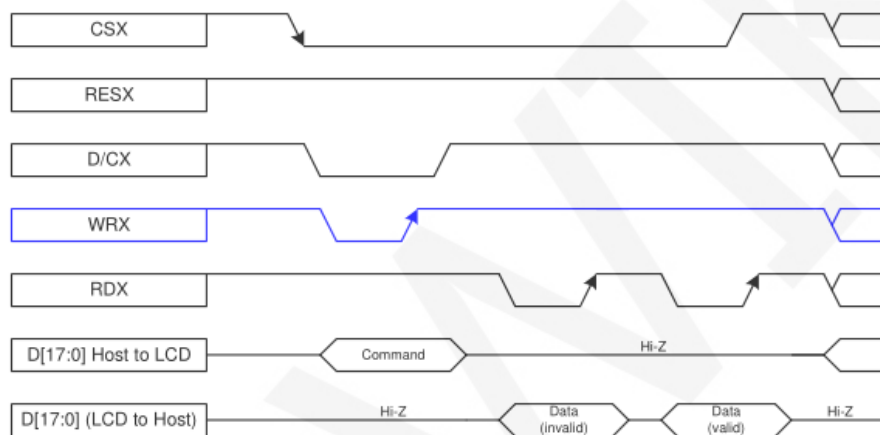 CSX
RESX
D/CX
WRX
RDX
D[17:0] Host to LCD
Command
Hi-Z
D[17:0] (LCD to Host)
Hi-Z
Data
(invalid)
Data
(valid)
Hi-Z